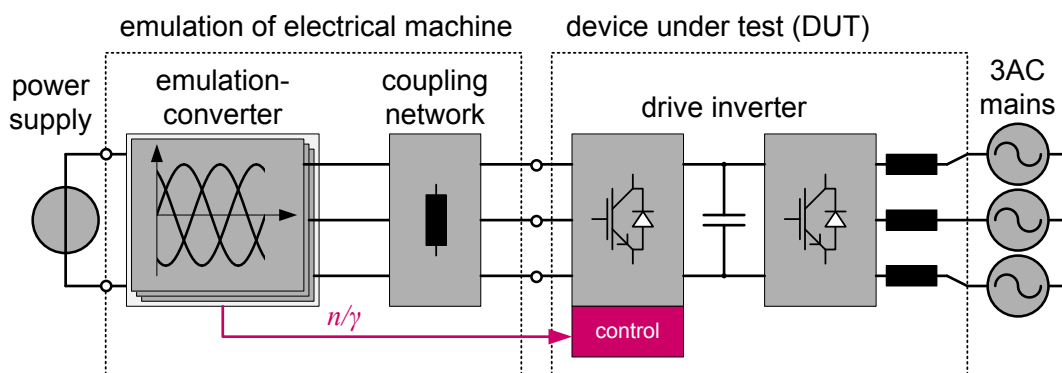 emulation of electrical machine
device under test (DUT)
power
supply
emulation-
converter
coupling
network
drive inverter
3AC
mains
n/γ
control